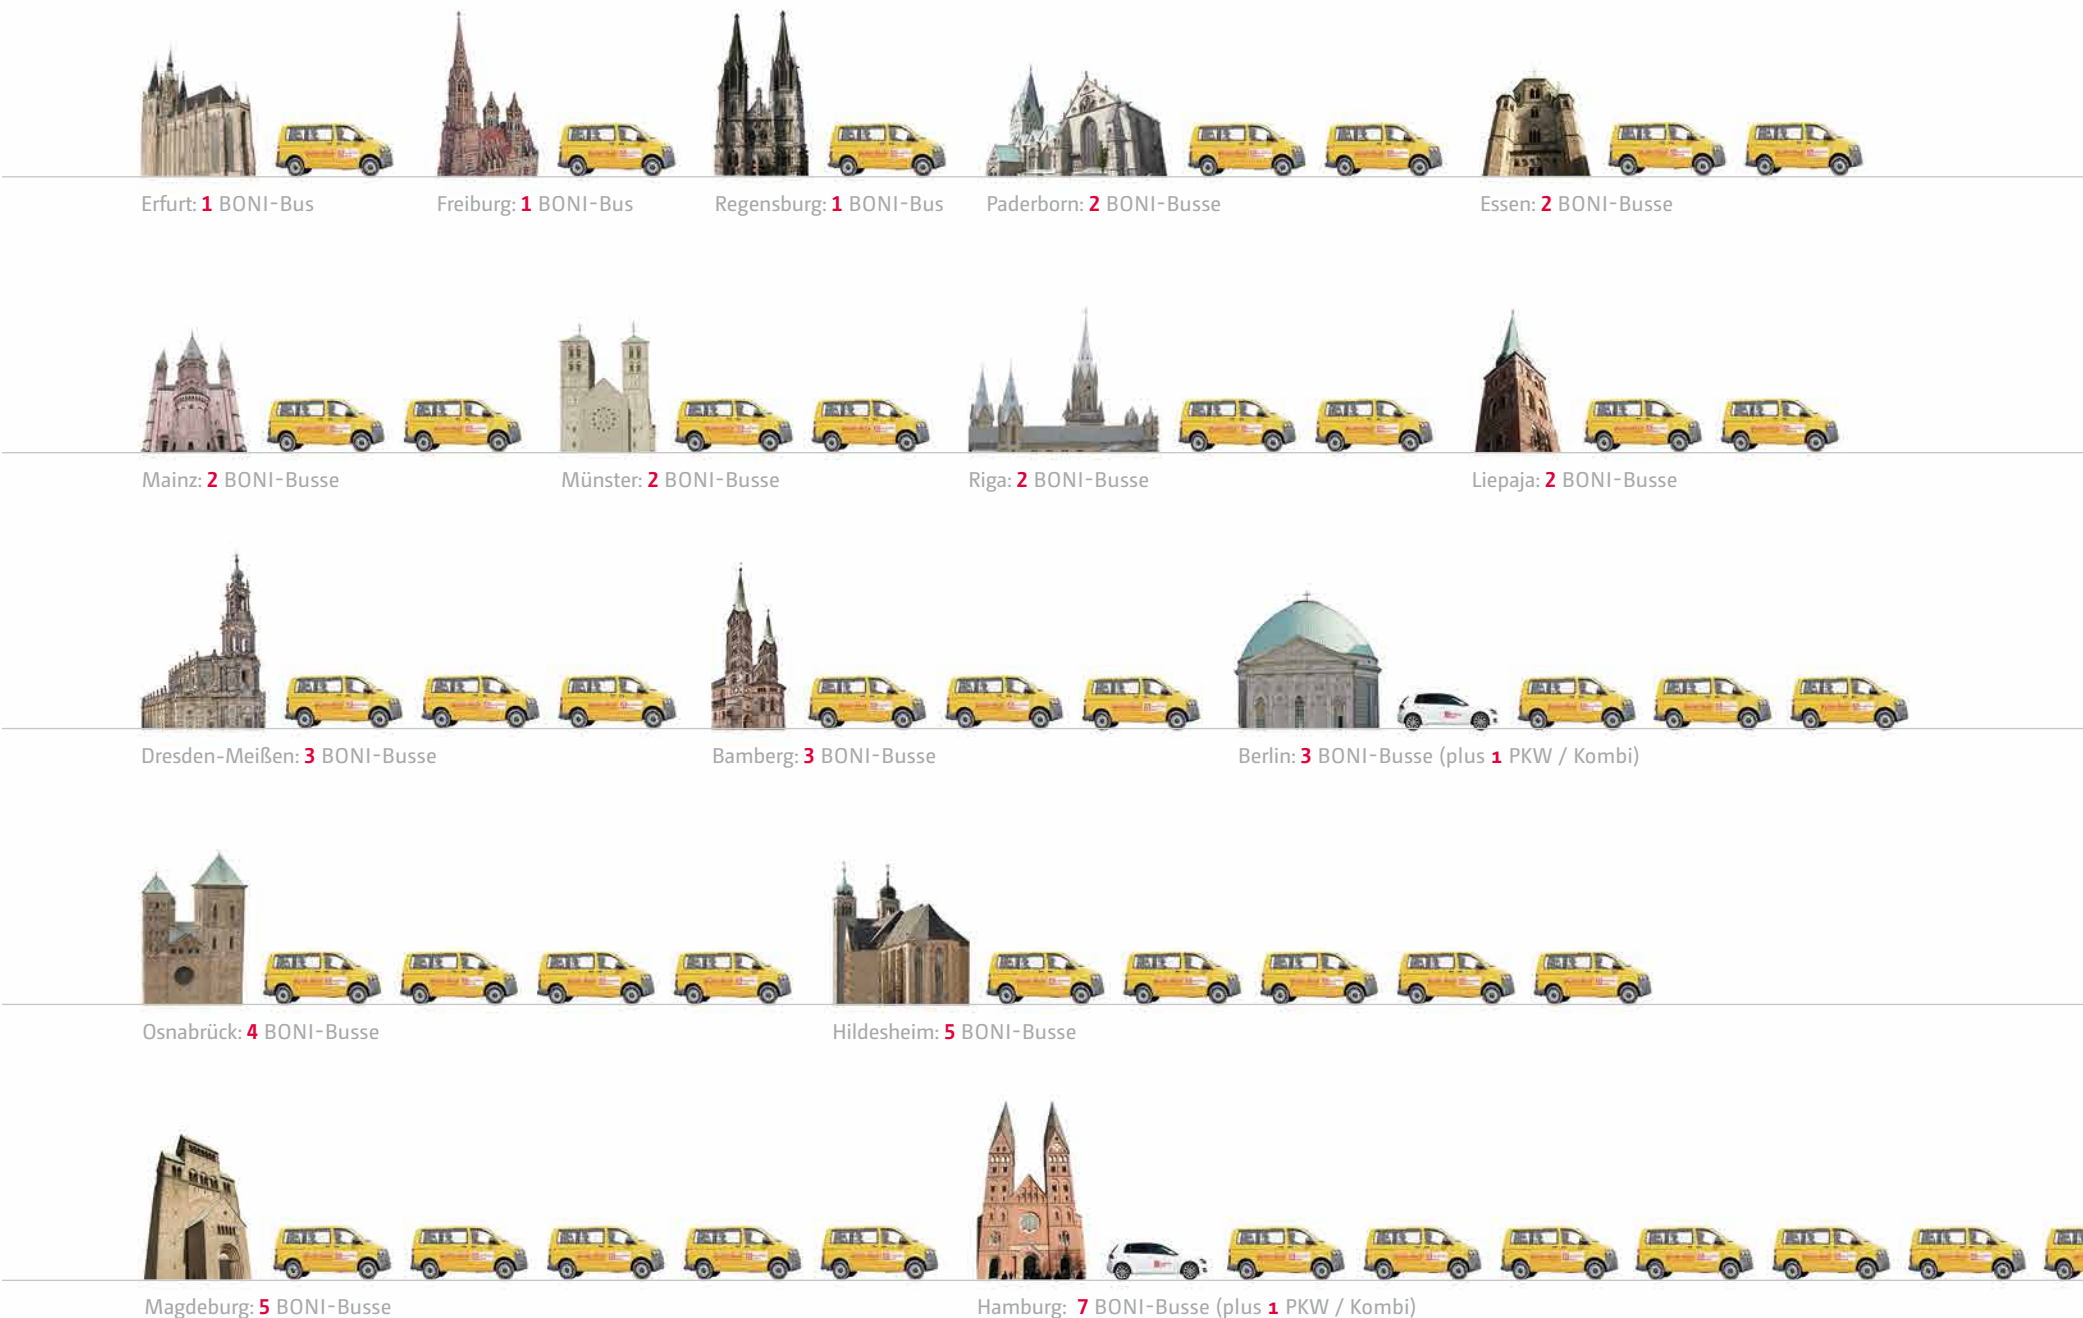 Erfurt: 1 BONI-Bus
Freiburg: 1 BONI-Bus
Regensburg: 1 BONI-Bus
Paderborn: 2 BONI-Busse
Essen: 2 BONI-Busse
Mainz: 2 BONI-Busse
Münster: 2 BONI-Busse
Riga: 2 BONI-Busse
Liepaja: 2 BONI-Busse
Dresden-Meißen: 3 BONI-Busse
Bamberg: 3 BONI-Busse
Berlin: 3 BONI-Busse (plus 1 PKW / Kombi)
Osnabrück: 4 BONI-Busse
Hildesheim: 5 BONI-Busse
Magdeburg: 5 BONI-Busse
Hamburg: 7 BONI-Busse (plus 1 PKW / Kombi)